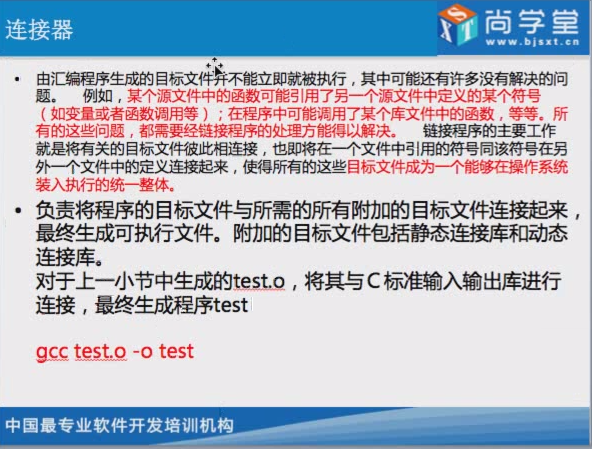 连接器
尚学堂
www.bjsxt.cn
SXT
• 由汇编程序生成的目标文件并不能立即就被执行，其中可能还有许多没有解决的问
题。 例如，某个源文件中的函数可能引用了另一个源文件中定义的某个符号
（如变量或者函数调用等）；在程序中可能调用了某个库文件中的函数，等等。所
有的这些问题，都需要经链接程序的处理方能得以解决。 链接程序的主要工作
就是将有关的目标文件彼此相连接，也即将在一个文件中引用的符号同该符号在另
外一个文件中的定义连接起来，使得所有的这些目标文件成为一个能够在操作系统
装入执行的统一整体。
• 负责将程序的目标文件与所需的所有附加的目标文件连接起来，
最终生成可执行文件。附加的目标文件包括静态连接库和动态
连接库。
对于上一小节中生成的test.o，将其与C标准输入输出库进行
连接，最终生成程序test
gcc test.o -o test
中国最专业软件开发培训机构